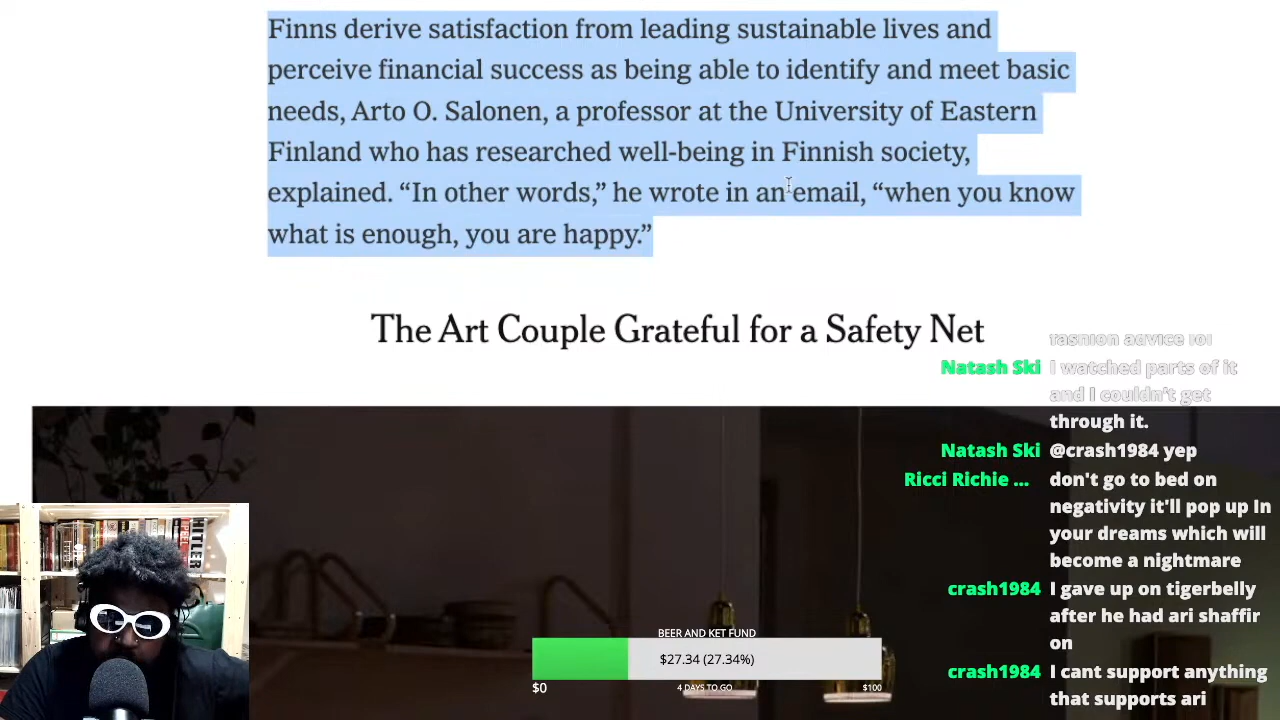 Finns derive satisfaction from leading sustainable lives and
perceive financial success as being able to identify and meet basic
needs, Arto O. Salonen, a professor at the University of Eastern
Finland who has researched well-being in Finnish society,
explained. “In other words,” he wrote in an email, “when you know
what is enough, you are happy.”
The Art Couple Grateful for a Safety Net
fashion advice lol
Natash Ski I watched parts of it
and I couldn't get
through it.
Natash Ski @crash1984 yep
Ricci Richie ... don't go to bed on
negativity it'll pop up In
your dreams which will
become a nightmare
crash1984 I gave up on tigerbelly
after he had ari shaffir
on
crash1984 I cant support anything
that supports ari
HITLER
BEER AND KET FUND
$27.34 (27.34%)
$0 4 DAYS TO GO $100